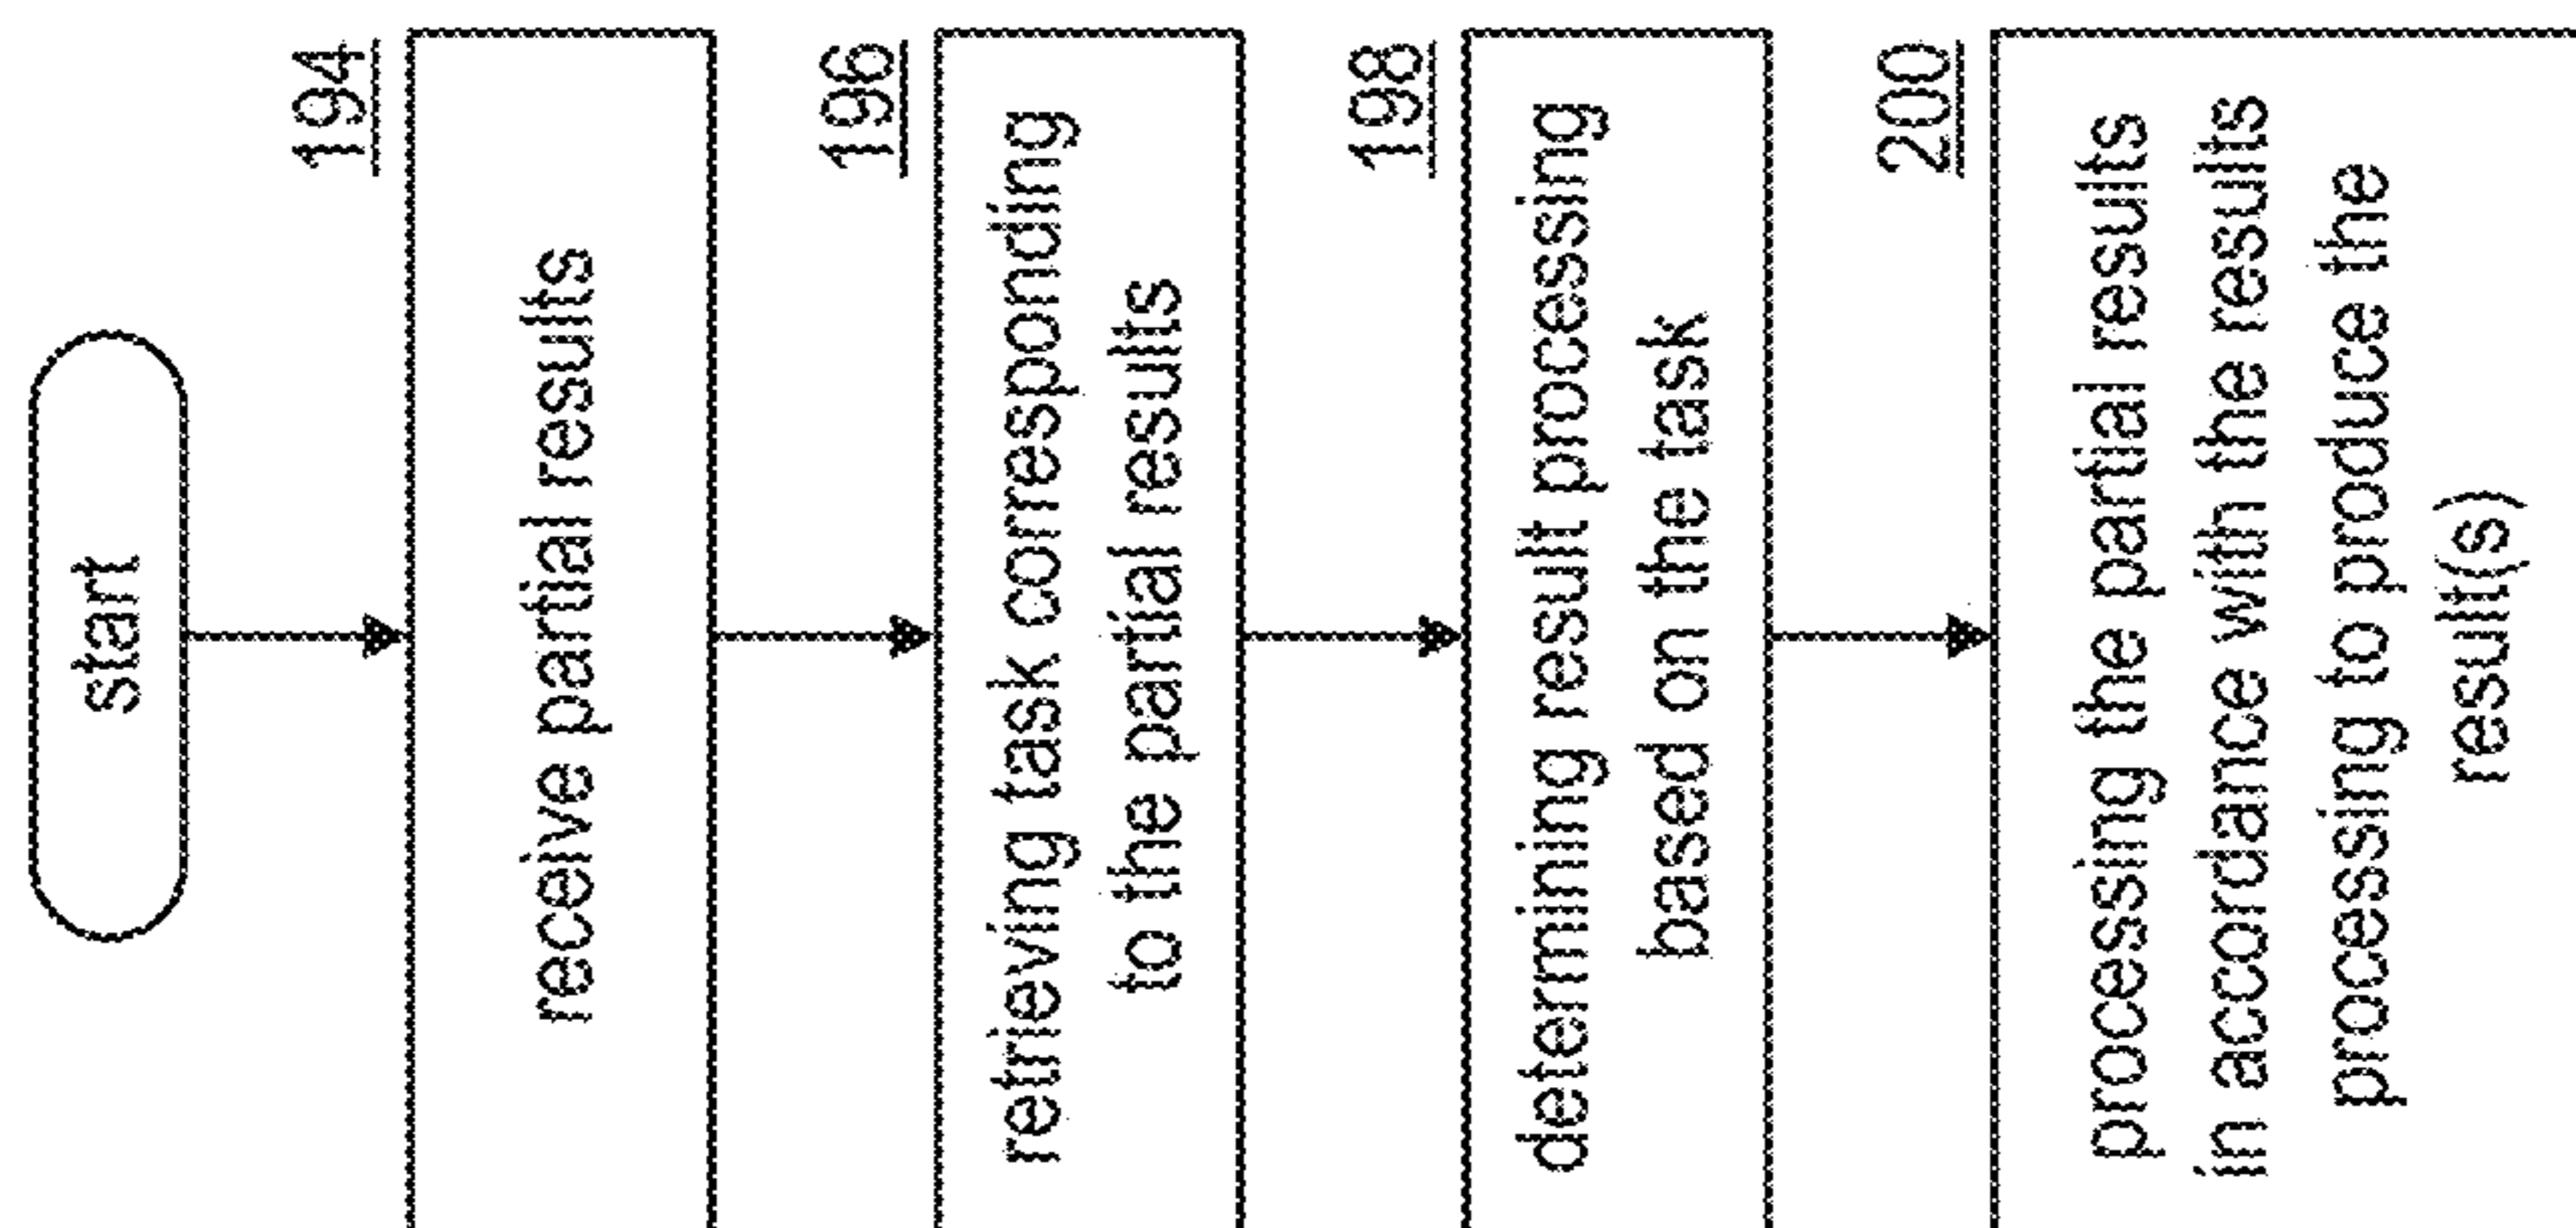 start
194
receive partial results
196
retrieving task corresponding
to the partial results
198
determining result processing
based on the task
200
processing the partial results
in accordance with the results
processing to produce the
result(s)